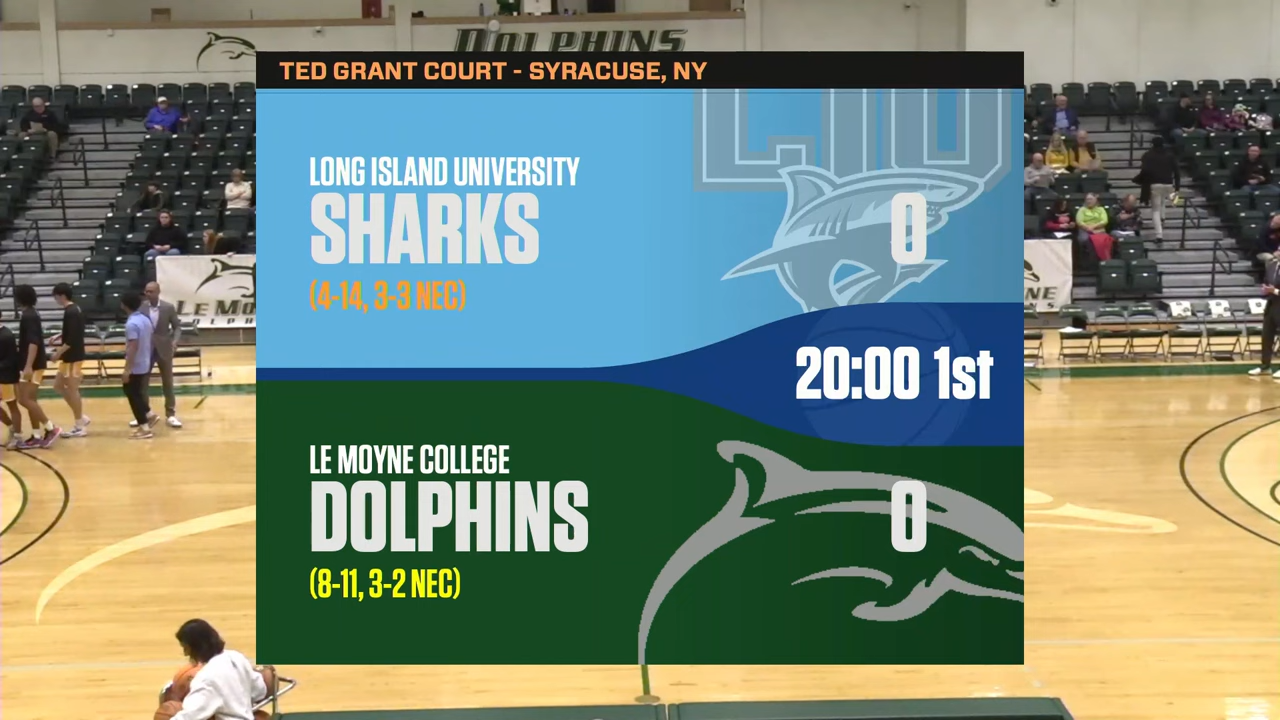 DOLPHINS
TED GRANT COURT - SYRACUSE, NY
LIU
LONG ISLAND UNIVERSITY
SHARKS
0
(4-14, 3-3 NEC)
20:00 1st
LE MOYNE COLLEGE
DOLPHINS
0
(8-11, 3-2 NEC)